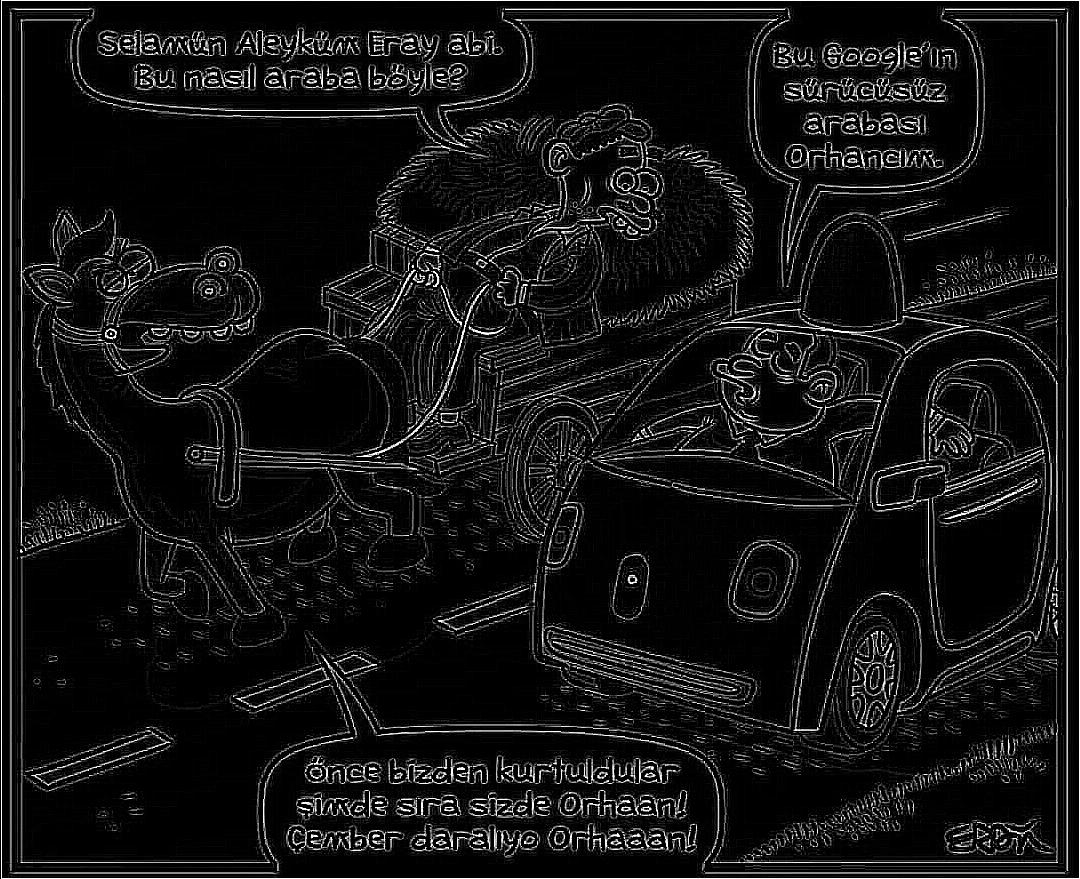 Selamün Aleyküm Eray abi.
Bu nasıl araba böyle?
Bu Google'ın
sürücüsüz
arabası
Orhancım.
Önce bizden kurtuldular
şimde sıra sizde Orhaan!
Çember daralıyo Orhaaan!